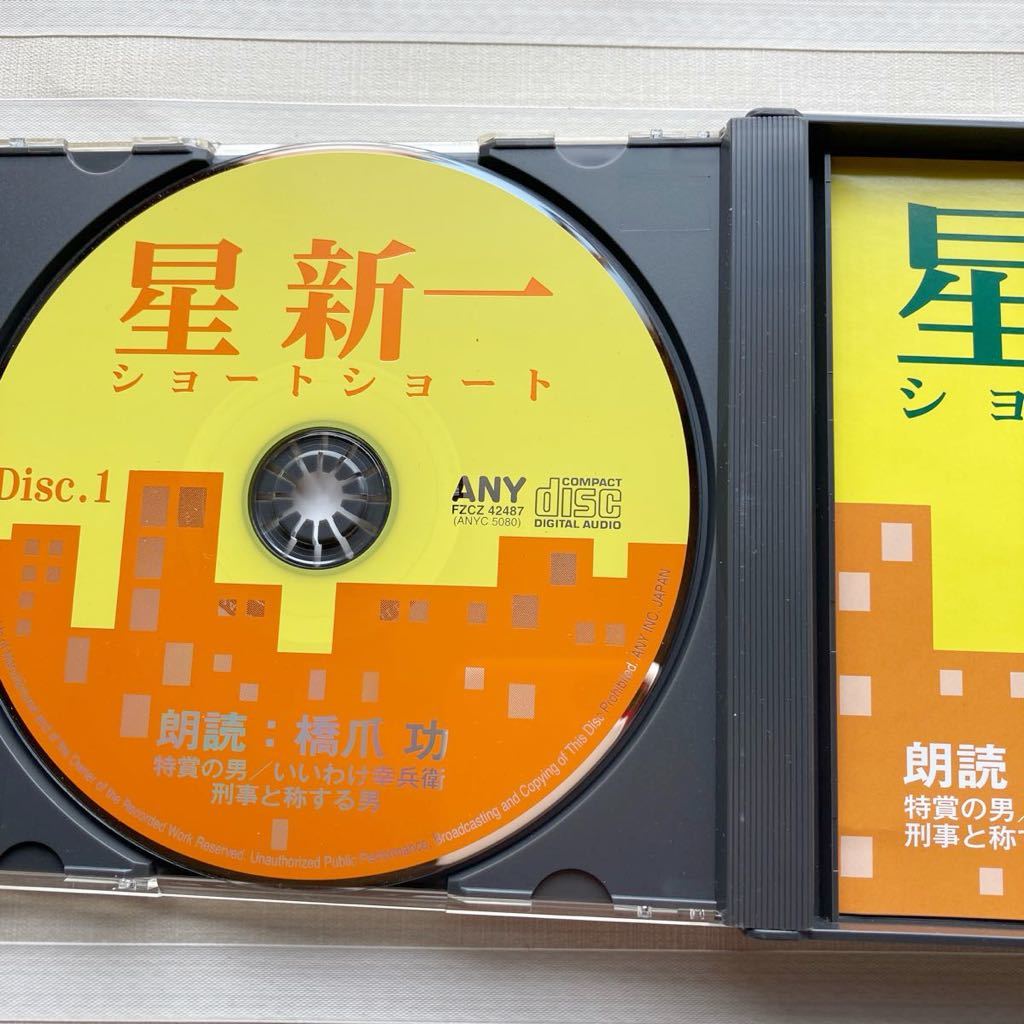 星 新一
ショートショート
Disc.1
ANY
FZCZ 42487
(ANYC 5080)
COMPACT
disc
DIGITAL AUDIO
朗読：橋爪 功
特賞の男／いいわけ幸兵衛
刑事と称する男
of the Owner of the Recorded Work Reserved. Unauthorized Public Performance, Broadcasting and Copying of This Disc Prohibited. ANY INC. JAPAN
星
ショ
朗読
特賞の男／
刑事と称す